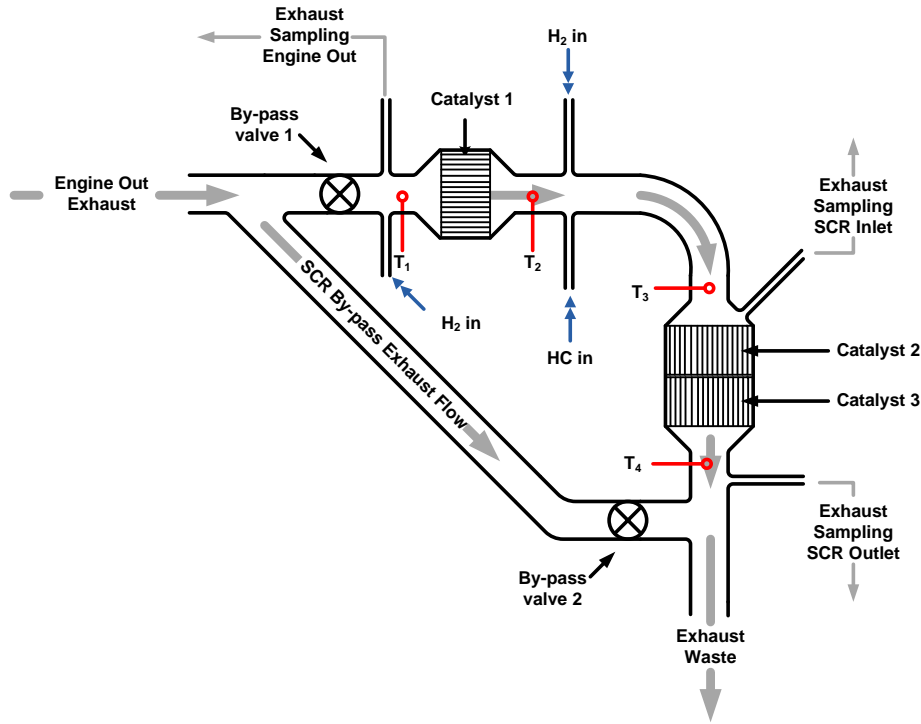 Exhaust
Sampling
Engine Out
H₂ in
Catalyst 1
By-pass
valve 1
Engine Out
Exhaust
Exhaust
Sampling
SCR Inlet
T₁
T₂
T₃
H₂ in
HC in
SCR By-pass Exhaust Flow
Catalyst 2
Catalyst 3
T₄
Exhaust
Sampling
SCR Outlet
By-pass
valve 2
Exhaust
Waste